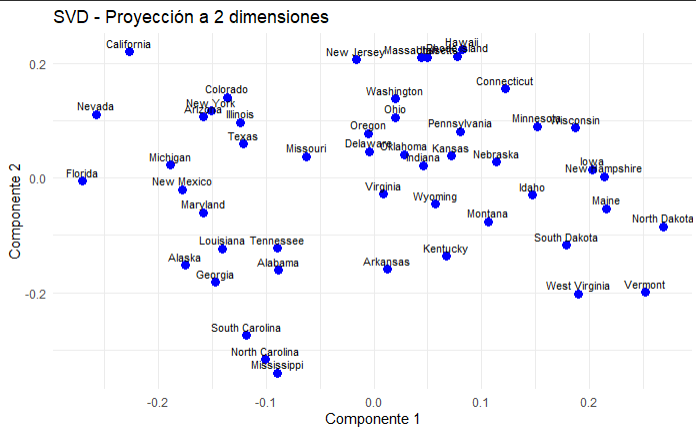 SVD - Proyección a 2 dimensiones
California
Hawaii
Massachusetts
Rhode Island
New Jersey
Utah
Colorado
Washington
Connecticut
Nevada
New York
Arizona
Illinois
Ohio
Oregon
Pennsylvania
Minnesota
Wisconsin
Texas
Delaware
Oklahoma
Kansas
Missouri
Indiana
Nebraska
Michigan
Iowa
New Hampshire
Florida
New Mexico
Virginia
Wyoming
Idaho
Maryland
Montana
Maine
North Dakota
Louisiana
Tennessee
South Dakota
Alaska
Alabama
Arkansas
Kentucky
Georgia
West Virginia
Vermont
South Carolina
North Carolina
Mississippi
0.2
0.0
-0.2
Componente 2
-0.2
-0.1
0.0
0.1
0.2
Componente 1